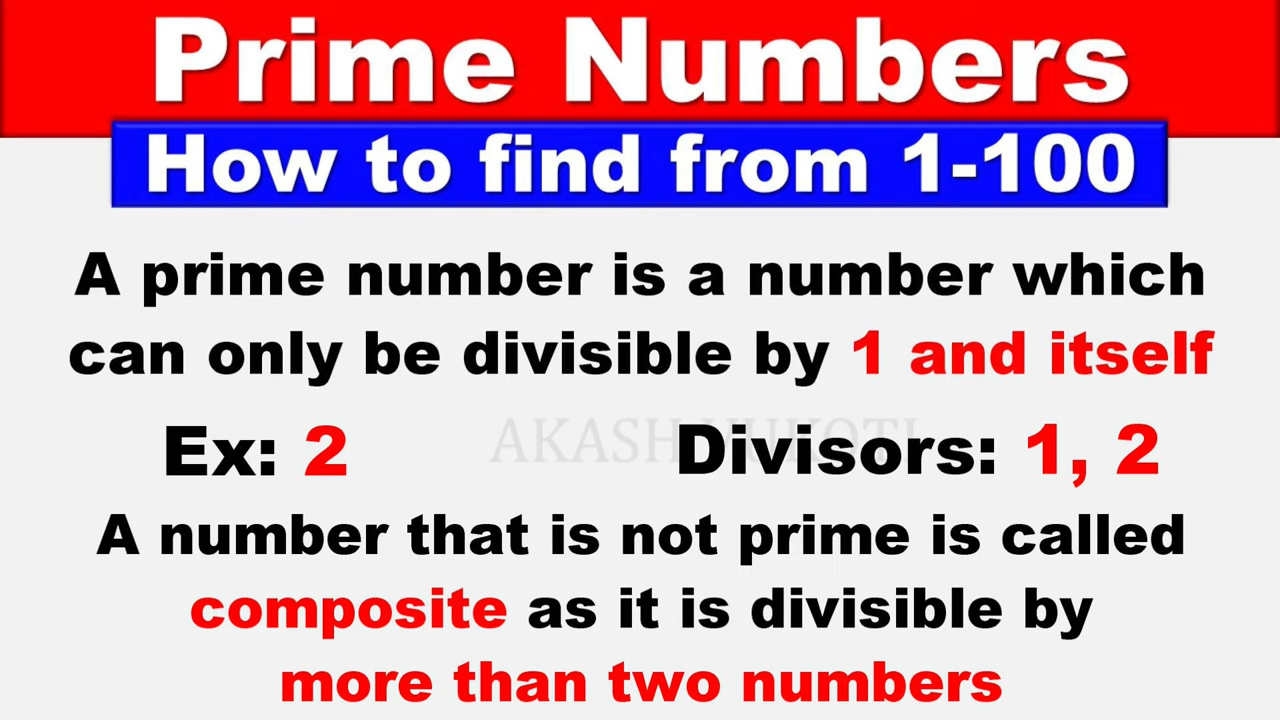 Prime Numbers
How to find from 1-100
A prime number is a number which
can only be divisible by 1 and itself
AKASH VUKOTI
Ex: 2 Divisors: 1, 2
A number that is not prime is called
composite as it is divisible by
more than two numbers